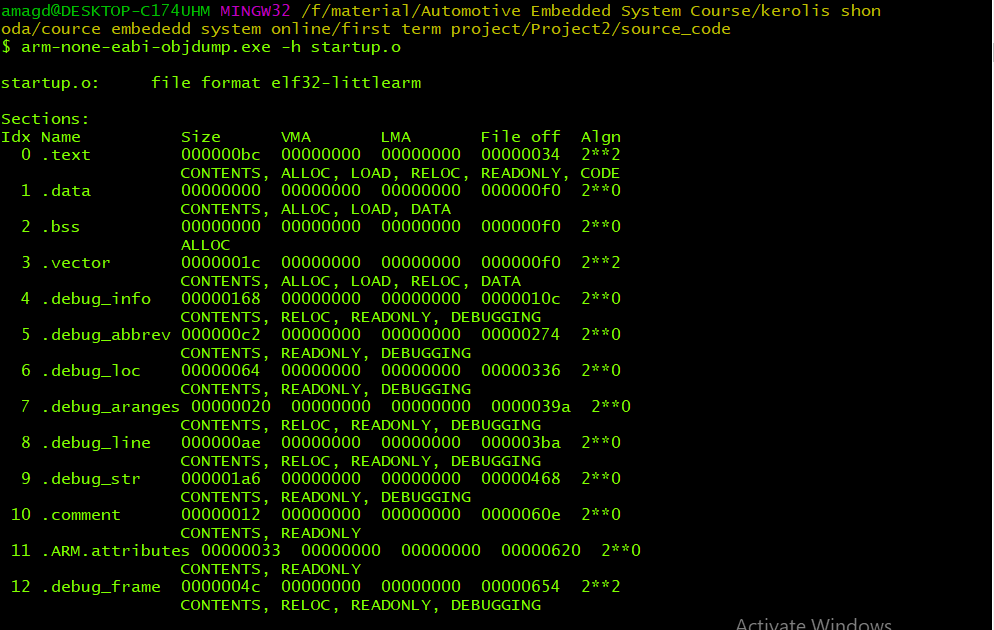 amagd@DESKTOP-C174UHM MINGW32 /f/material/Automotive Embedded System Course/kerolis shon
oda/cource embededd system online/first term project/Project2/source_code
$ arm-none-eabi-objdump.exe -h startup.o
startup.o:     file format elf32-littlearm
Sections:
Idx Name          Size      VMA       LMA       File off  Algn
  0 .text         000000bc  00000000  00000000  00000034  2**2
                  CONTENTS, ALLOC, LOAD, RELOC, READONLY, CODE
  1 .data         00000000  00000000  00000000  000000f0  2**0
                  CONTENTS, ALLOC, LOAD, DATA
  2 .bss          00000000  00000000  00000000  000000f0  2**0
                  ALLOC
  3 .vector       0000001c  00000000  00000000  000000f0  2**2
                  CONTENTS, ALLOC, LOAD, RELOC, DATA
  4 .debug_info   00000168  00000000  00000000  0000010c  2**0
                  CONTENTS, RELOC, READONLY, DEBUGGING
  5 .debug_abbrev 000000c2  00000000  00000000  00000274  2**0
                  CONTENTS, READONLY, DEBUGGING
  6 .debug_loc    00000064  00000000  00000000  00000336  2**0
                  CONTENTS, READONLY, DEBUGGING
  7 .debug_aranges 00000020  00000000  00000000  0000039a  2**0
                  CONTENTS, RELOC, READONLY, DEBUGGING
  8 .debug_line   000000ae  00000000  00000000  000003ba  2**0
                  CONTENTS, RELOC, READONLY, DEBUGGING
  9 .debug_str    000001a6  00000000  00000000  00000468  2**0
                  CONTENTS, READONLY, DEBUGGING
 10 .comment      00000012  00000000  00000000  0000060e  2**0
                  CONTENTS, READONLY
 11 .ARM.attributes 00000033  00000000  00000000  00000620  2**0
                  CONTENTS, READONLY
 12 .debug_frame  0000004c  00000000  00000000  00000654  2**2
                  CONTENTS, RELOC, READONLY, DEBUGGING
Activate Windows